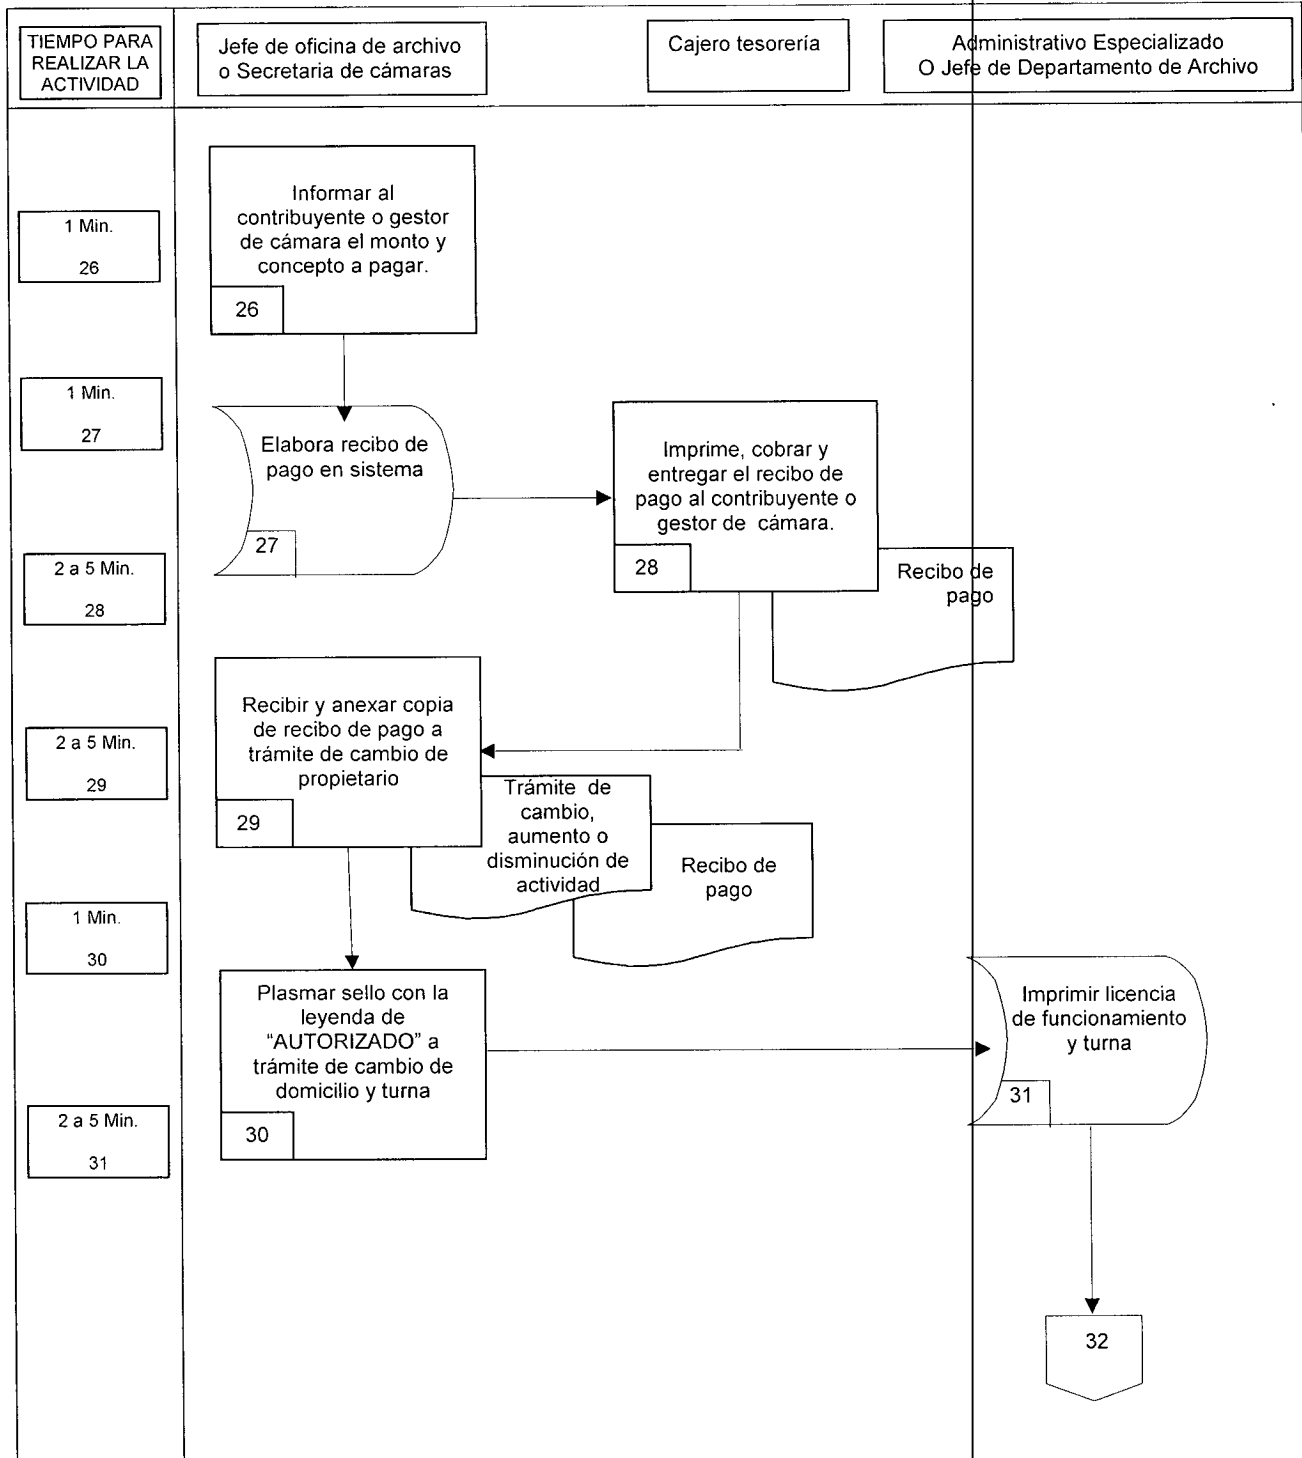 TIEMPO PARA
REALIZAR LA
ACTIVIDAD
Jefe de oficina de archivo
o Secretaria de cámaras
Cajero tesorería
Administrativo Especializado
O Jefe de Departamento de Archivo
1 Min.
26
Informar al
contribuyente o gestor
de cámara el monto y
concepto a pagar.
26
1 Min.
27
Elabora recibo de
pago en sistema
27
Imprime, cobrar y
entregar el recibo de
pago al contribuyente o
gestor de cámara.
28
Recibo de
pago
2 a 5 Min.
28
2 a 5 Min.
29
Recibir y anexar copia
de recibo de pago a
trámite de cambio de
propietario
29
Trámite de
cambio,
aumento o
disminución de
actividad
Recibo de
pago
1 Min.
30
Plasmar sello con la
leyenda de
“AUTORIZADO” a
trámite de cambio de
domicilio y turna
30
Imprimir licencia
de funcionamiento
y turna
31
2 a 5 Min.
31
32